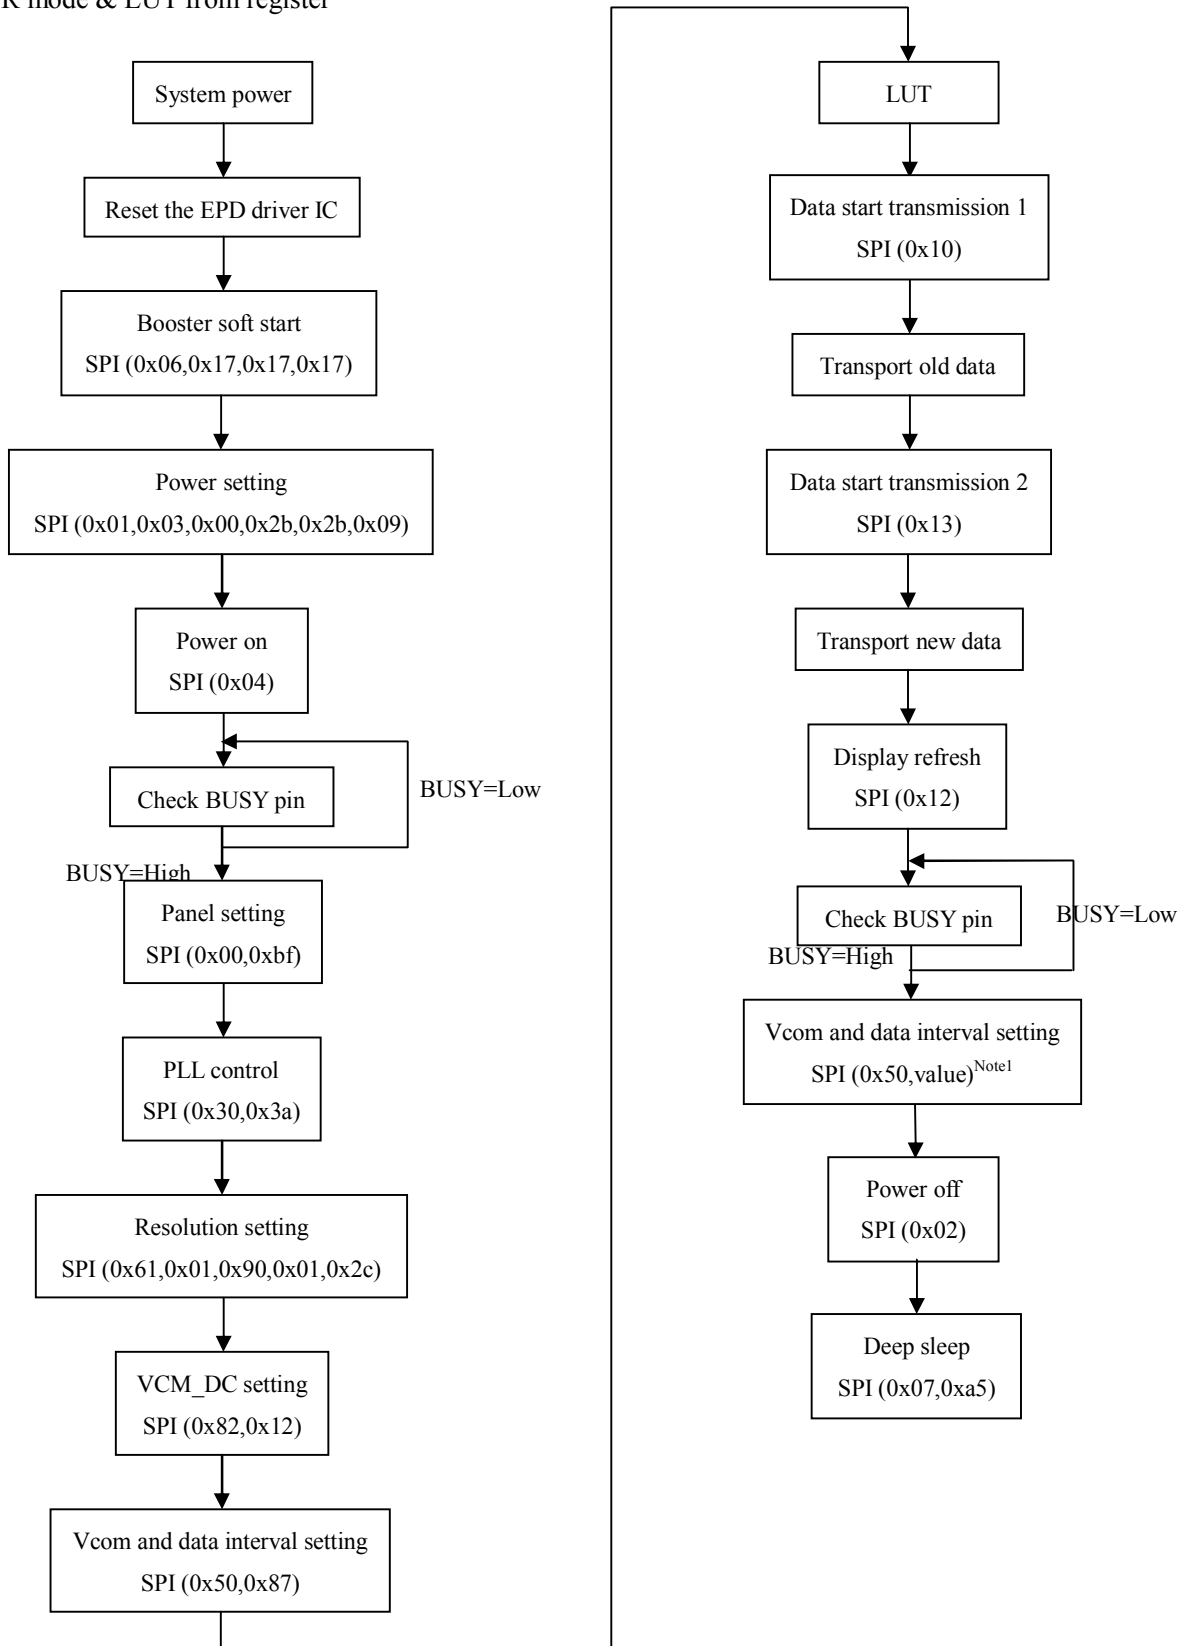 R mode & LUT from register
System power
Reset the EPD driver IC
Booster soft start
SPI (0x06,0x17,0x17,0x17)
Power setting
SPI (0x01,0x03,0x00,0x2b,0x2b,0x09)
Power on
SPI (0x04)
Check BUSY pin
BUSY=Low
BUSY=High
Panel setting
SPI (0x00,0xbf)
PLL control
SPI (0x30,0x3a)
Resolution setting
SPI (0x61,0x01,0x90,0x01,0x2c)
VCM_DC setting
SPI (0x82,0x12)
Vcom and data interval setting
SPI (0x50,0x87)
LUT
Data start transmission 1
SPI (0x10)
Transport old data
Data start transmission 2
SPI (0x13)
Transport new data
Display refresh
SPI (0x12)
Check BUSY pin
BUSY=Low
BUSY=High
Vcom and data interval setting
SPI (0x50,value)Note1
Power off
SPI (0x02)
Deep sleep
SPI (0x07,0xa5)